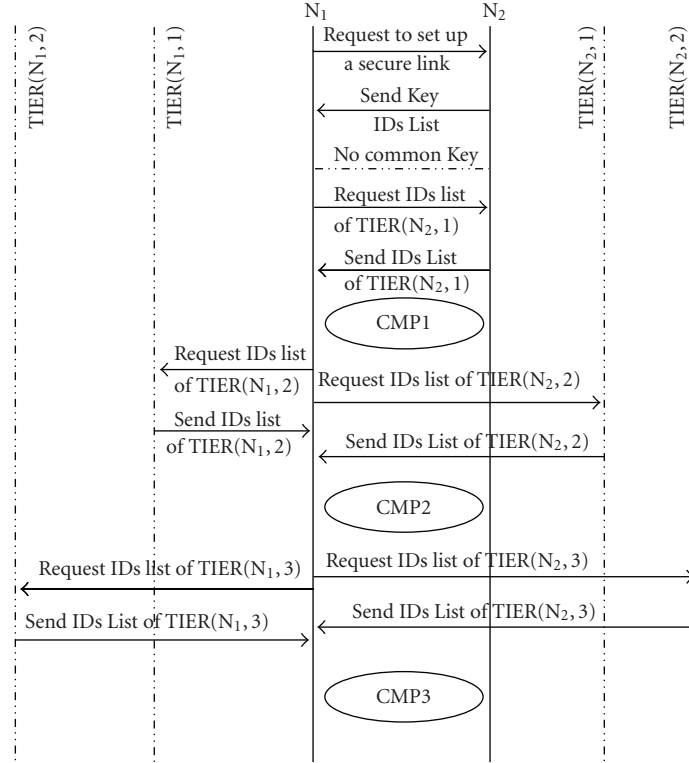 N1
N2
TIER(N1, 2)
TIER(N1, 1)
TIER(N2, 1)
TIER(N2, 2)
Request to set up
a secure link
Send Key
IDs List
No common Key
Request IDs list
of TIER(N2, 1)
Send IDs List
of TIER(N2, 1)
CMP1
Request IDs list
of TIER(N1, 2)
Request IDs list of TIER(N2, 2)
Send IDs list
of TIER(N1, 2)
Send IDs List of TIER(N2, 2)
CMP2
Request IDs list of TIER(N1, 3)
Request IDs list of TIER(N2, 3)
Send IDs List of TIER(N1, 3)
Send IDs List of TIER(N2, 3)
CMP3